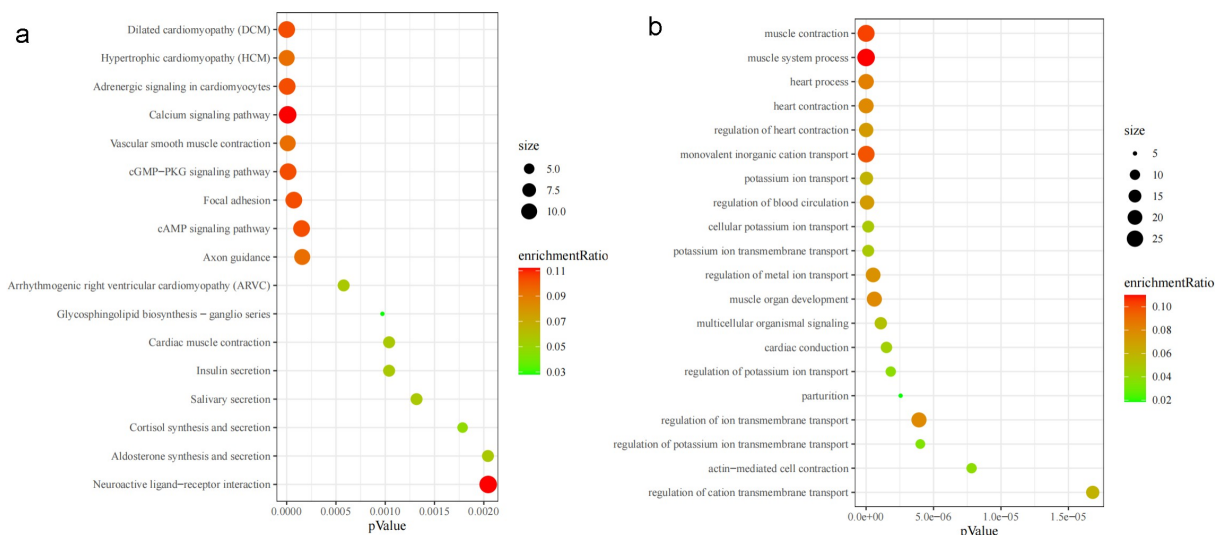 a
Dilated cardiomyopathy (DCM)
Hypertrophic cardiomyopathy (HCM)
Adrenergic signaling in cardiomyocytes
Calcium signaling pathway
Vascular smooth muscle contraction
cGMP−PKG signaling pathway
Focal adhesion
cAMP signaling pathway
Axon guidance
Arrhythmogenic right ventricular cardiomyopathy (ARVC)
Glycosphingolipid biosynthesis − ganglio series
Cardiac muscle contraction
Insulin secretion
Salivary secretion
Cortisol synthesis and secretion
Aldosterone synthesis and secretion
Neuroactive ligand−receptor interaction
0.0000 0.0005 0.0010 0.0015 0.0020
pValue
size
5.0
7.5
10.0
enrichmentRatio
0.11
0.09
0.07
0.05
0.03
b
muscle contraction
muscle system process
heart process
heart contraction
regulation of heart contraction
monovalent inorganic cation transport
potassium ion transport
regulation of blood circulation
cellular potassium ion transport
potassium ion transmembrane transport
regulation of metal ion transport
muscle organ development
multicellular organismal signaling
cardiac conduction
regulation of potassium ion transport
parturition
regulation of ion transmembrane transport
regulation of potassium ion transmembrane transport
actin−mediated cell contraction
regulation of cation transmembrane transport
0.0e+00 5.0e−06 1.0e−05 1.5e−05
pValue
size
5
10
15
20
25
enrichmentRatio
0.10
0.08
0.06
0.04
0.02